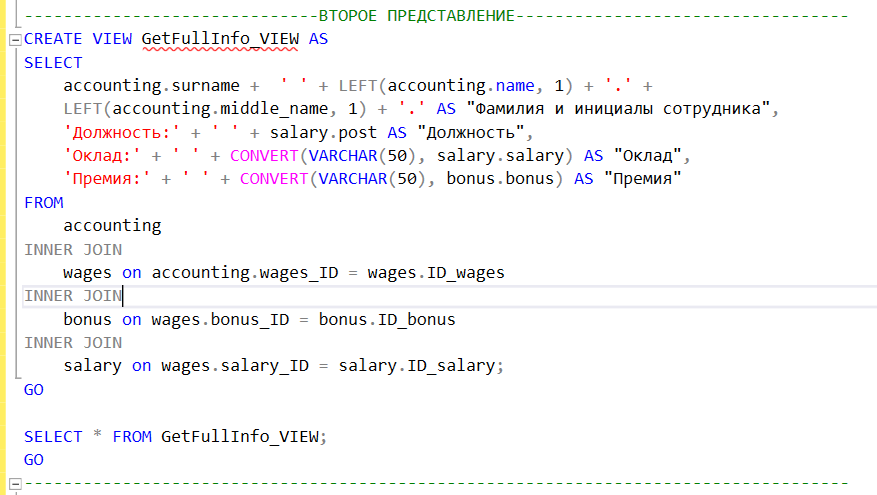 ------------------------------ВТОРОЕ ПРЕДСТАВЛЕНИЕ----------------------------------
CREATE VIEW GetFullInfo_VIEW AS
SELECT
    accounting.surname +  ' ' + LEFT(accounting.name, 1) + '.' +
    LEFT(accounting.middle_name, 1) + '.' AS "Фамилия и инициалы сотрудника",
    'Должность:' + ' ' + salary.post AS "Должность",
    'Оклад:' + ' ' + CONVERT(VARCHAR(50), salary.salary) AS "Оклад",
    'Премия:' + ' ' + CONVERT(VARCHAR(50), bonus.bonus) AS "Премия"
FROM
    accounting
INNER JOIN
    wages on accounting.wages_ID = wages.ID_wages
INNER JOIN
    bonus on wages.bonus_ID = bonus.ID_bonus
INNER JOIN
    salary on wages.salary_ID = salary.ID_salary;
GO
SELECT * FROM GetFullInfo_VIEW;
GO
------------------------------------------------------------------------------------